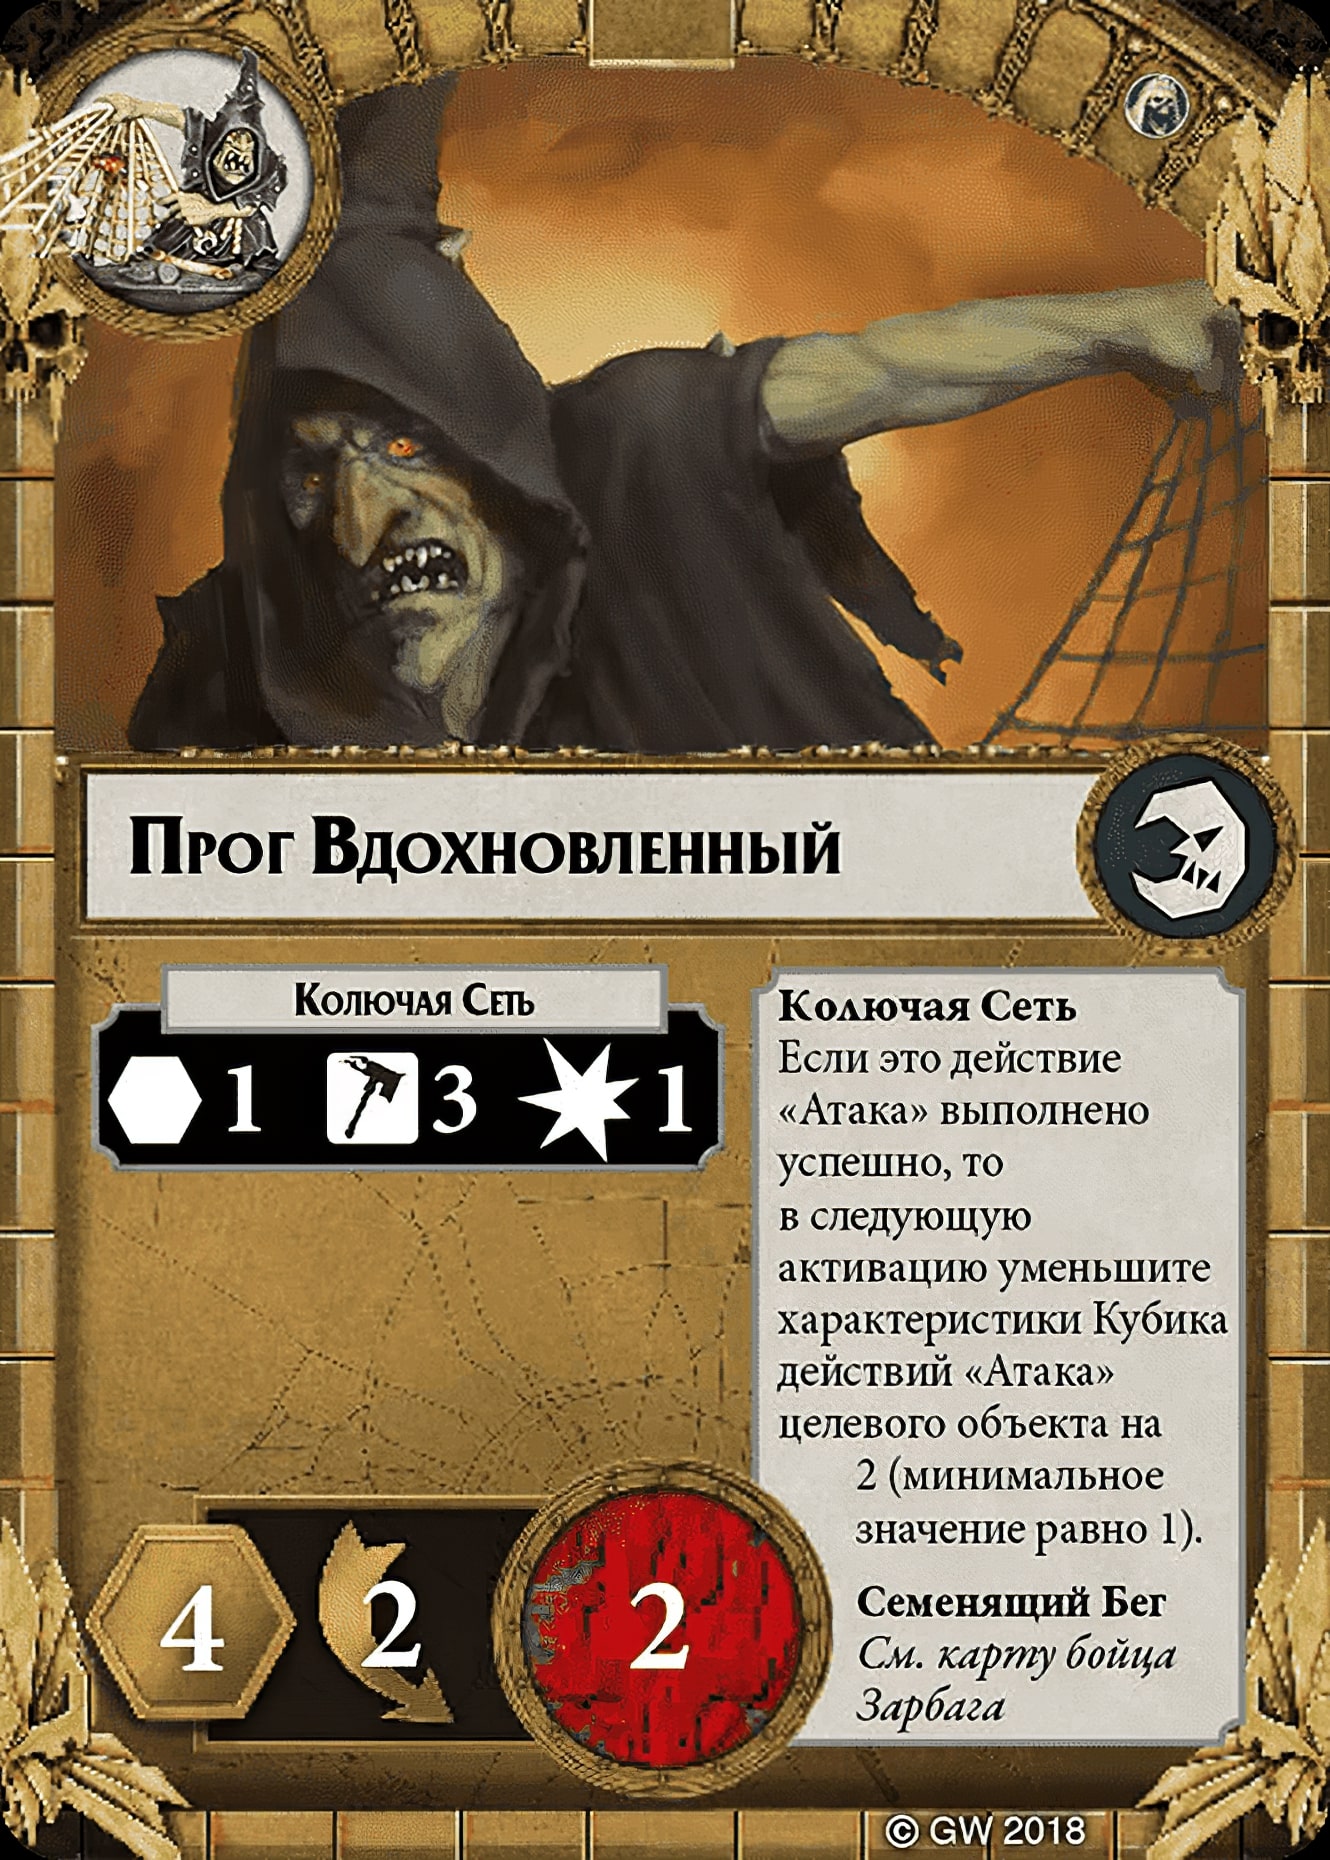 Прог Вдохновленный
Колючая Сеть
1 3 1
Колючая Сеть
Если это действие
«Атака» выполнено
успешно, то
в следующую
активацию уменьшите
характеристики Кубика
действий «Атака»
целевого объекта на
2 (минимальное
значение равно 1).
Семенящий Бег
См. карту бойца
Зарбага
4 2 2
© GW 2018